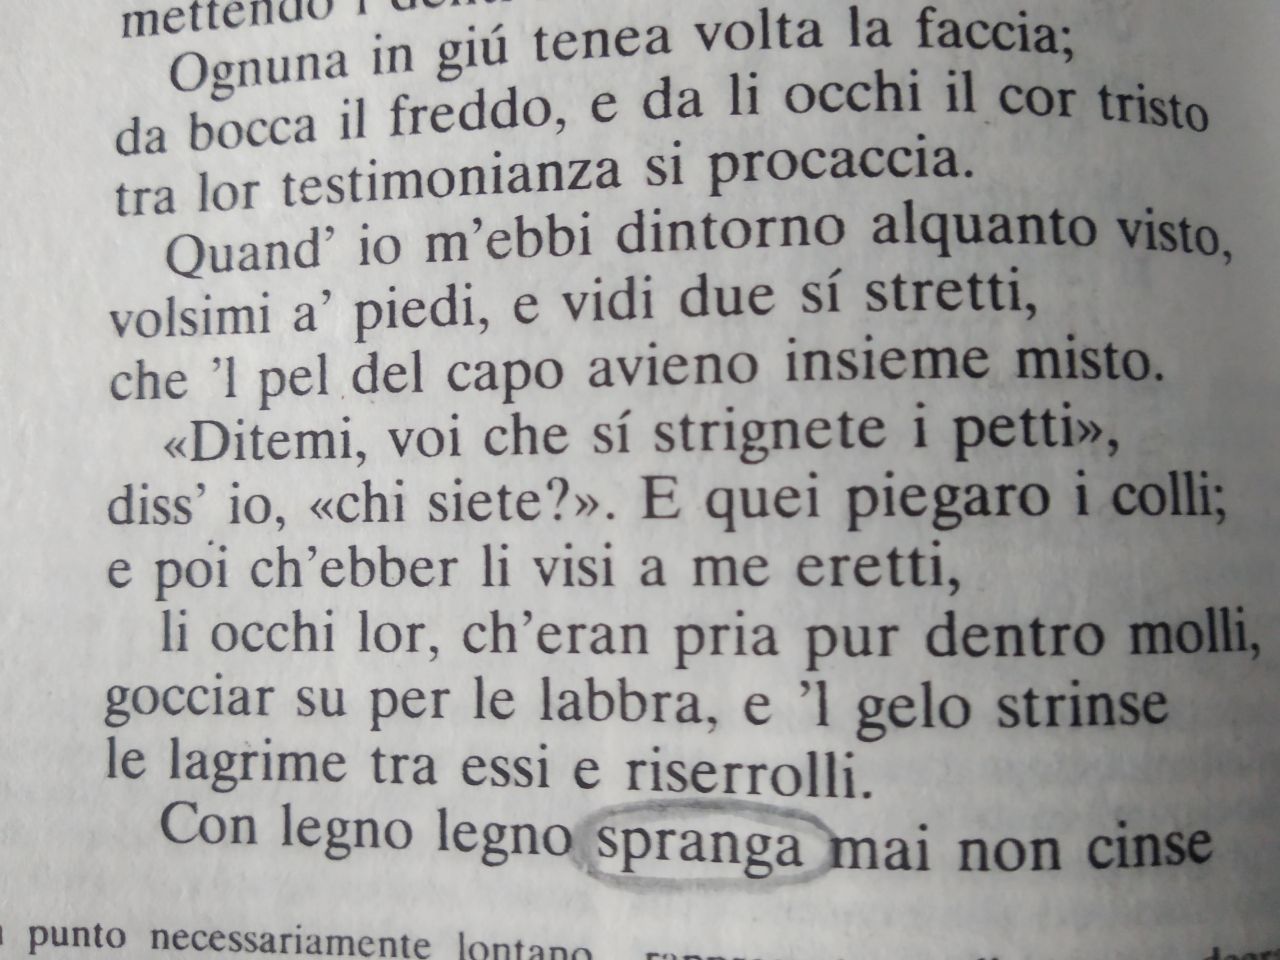 mettendo i
Ognuna in giú tenea volta la faccia;
da bocca il freddo, e da li occhi il cor tristo
tra lor testimonianza si procaccia.
Quand' io m'ebbi dintorno alquanto visto,
volsimi a' piedi, e vidi due sí stretti,
che 'l pel del capo avieno insieme misto.
«Ditemi, voi che sí strignete i petti»,
diss' io, «chi siete?». E quei piegaro i colli;
e poi ch'ebber li visi a me eretti,
li occhi lor, ch'eran pria pur dentro molli,
gocciar su per le labbra, e 'l gelo strinse
le lagrime tra essi e riserrolli.
Con legno legno spranga mai non cinse
punto necessariamente lontano